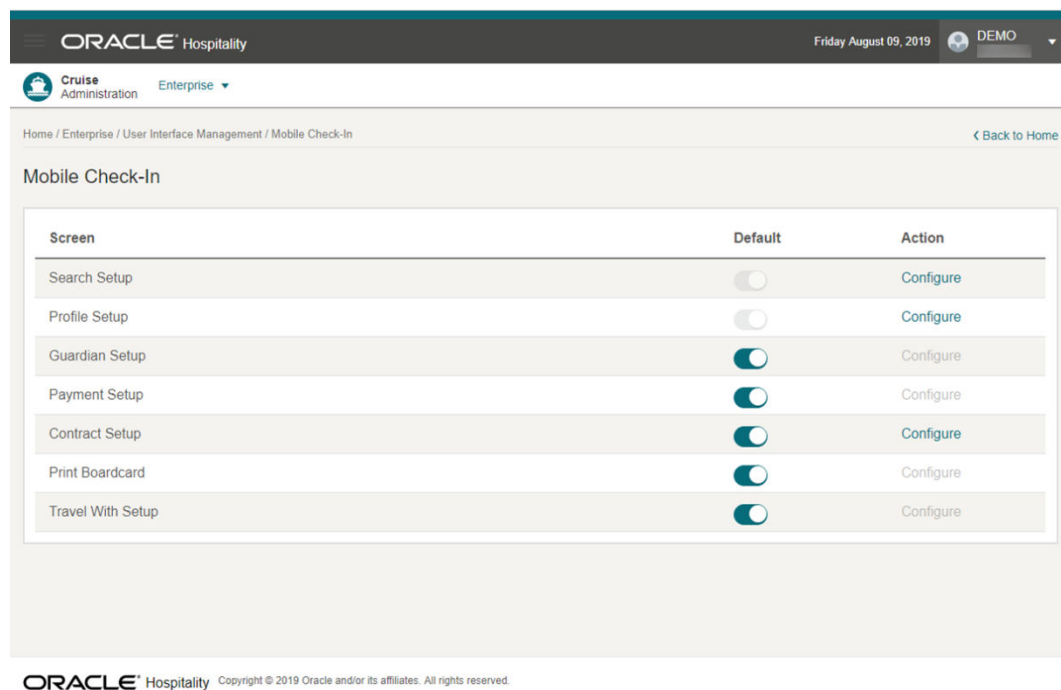 ORACLE® Hospitality Friday August 09, 2019 DEMO
Cruise
Administration Enterprise
Home / Enterprise / User Interface Management / Mobile Check-In Back to Home
Mobile Check-In
Screen Default Action
Search Setup Configure
Profile Setup Configure
Guardian Setup Configure
Payment Setup Configure
Contract Setup Configure
Print Boardcard Configure
Travel With Setup Configure
ORACLE® Hospitality Copyright © 2019 Oracle and/or its affiliates. All rights reserved.